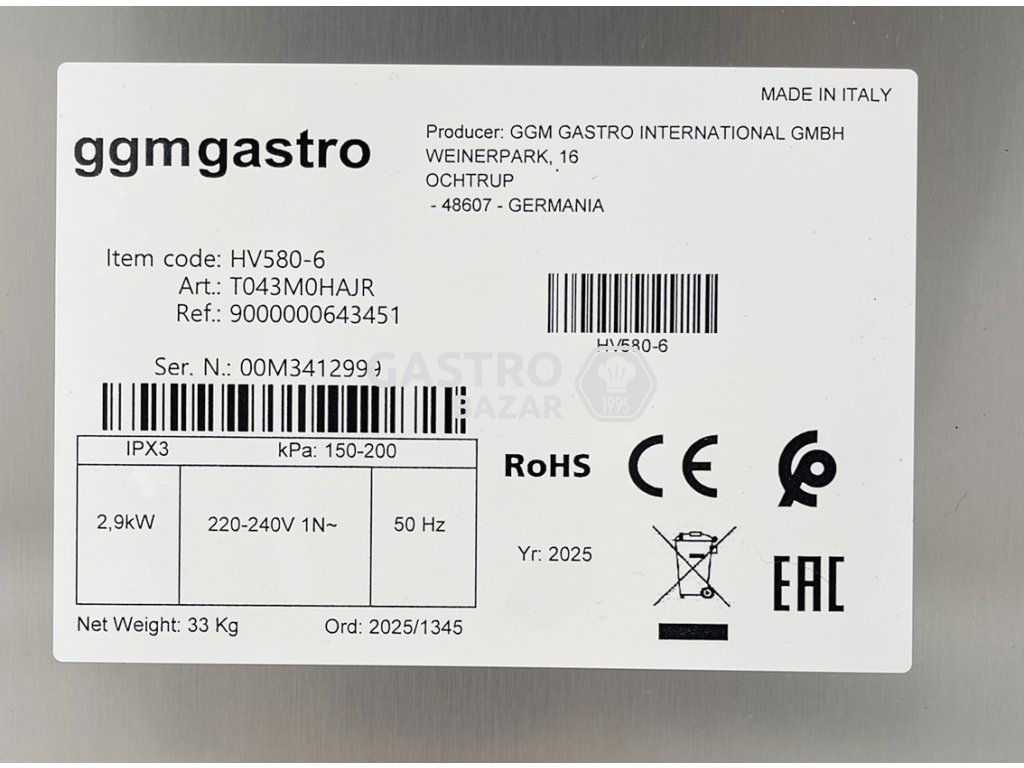 MADE IN ITALY
ggmgastro
Producer: GGM GASTRO INTERNATIONAL GMBH
WEINERPARK, 16
OCHTRUP
- 48607 - GERMANIA
Item code: HV580-6
Art.: T043M0HAJR
Ref.: 9000000643451
HV580-6
Ser. N.: 00M3412999
GASTRO
BAZAR
1995
IPX3 kPa: 150-200
2,9kW 220-240V 1N~ 50 Hz
RoHS CE
Yr: 2025
EAC
Net Weight: 33 Kg Ord: 2025/1345